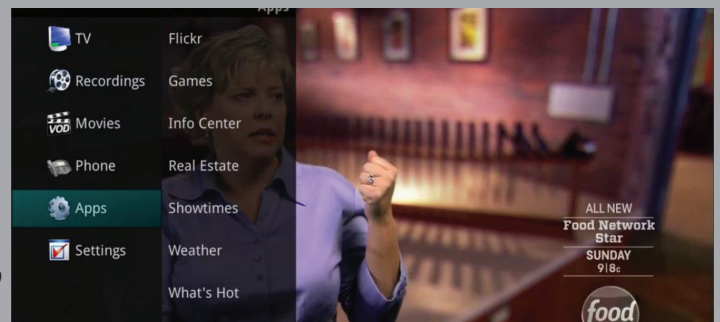 Apps
TV
Recordings
VOD Movies
Phone
Apps
Settings
Flickr
Games
Info Center
Real Estate
Showtimes
Weather
What's Hot
ALL NEW
Food Network
Star
SUNDAY
9|8c
food